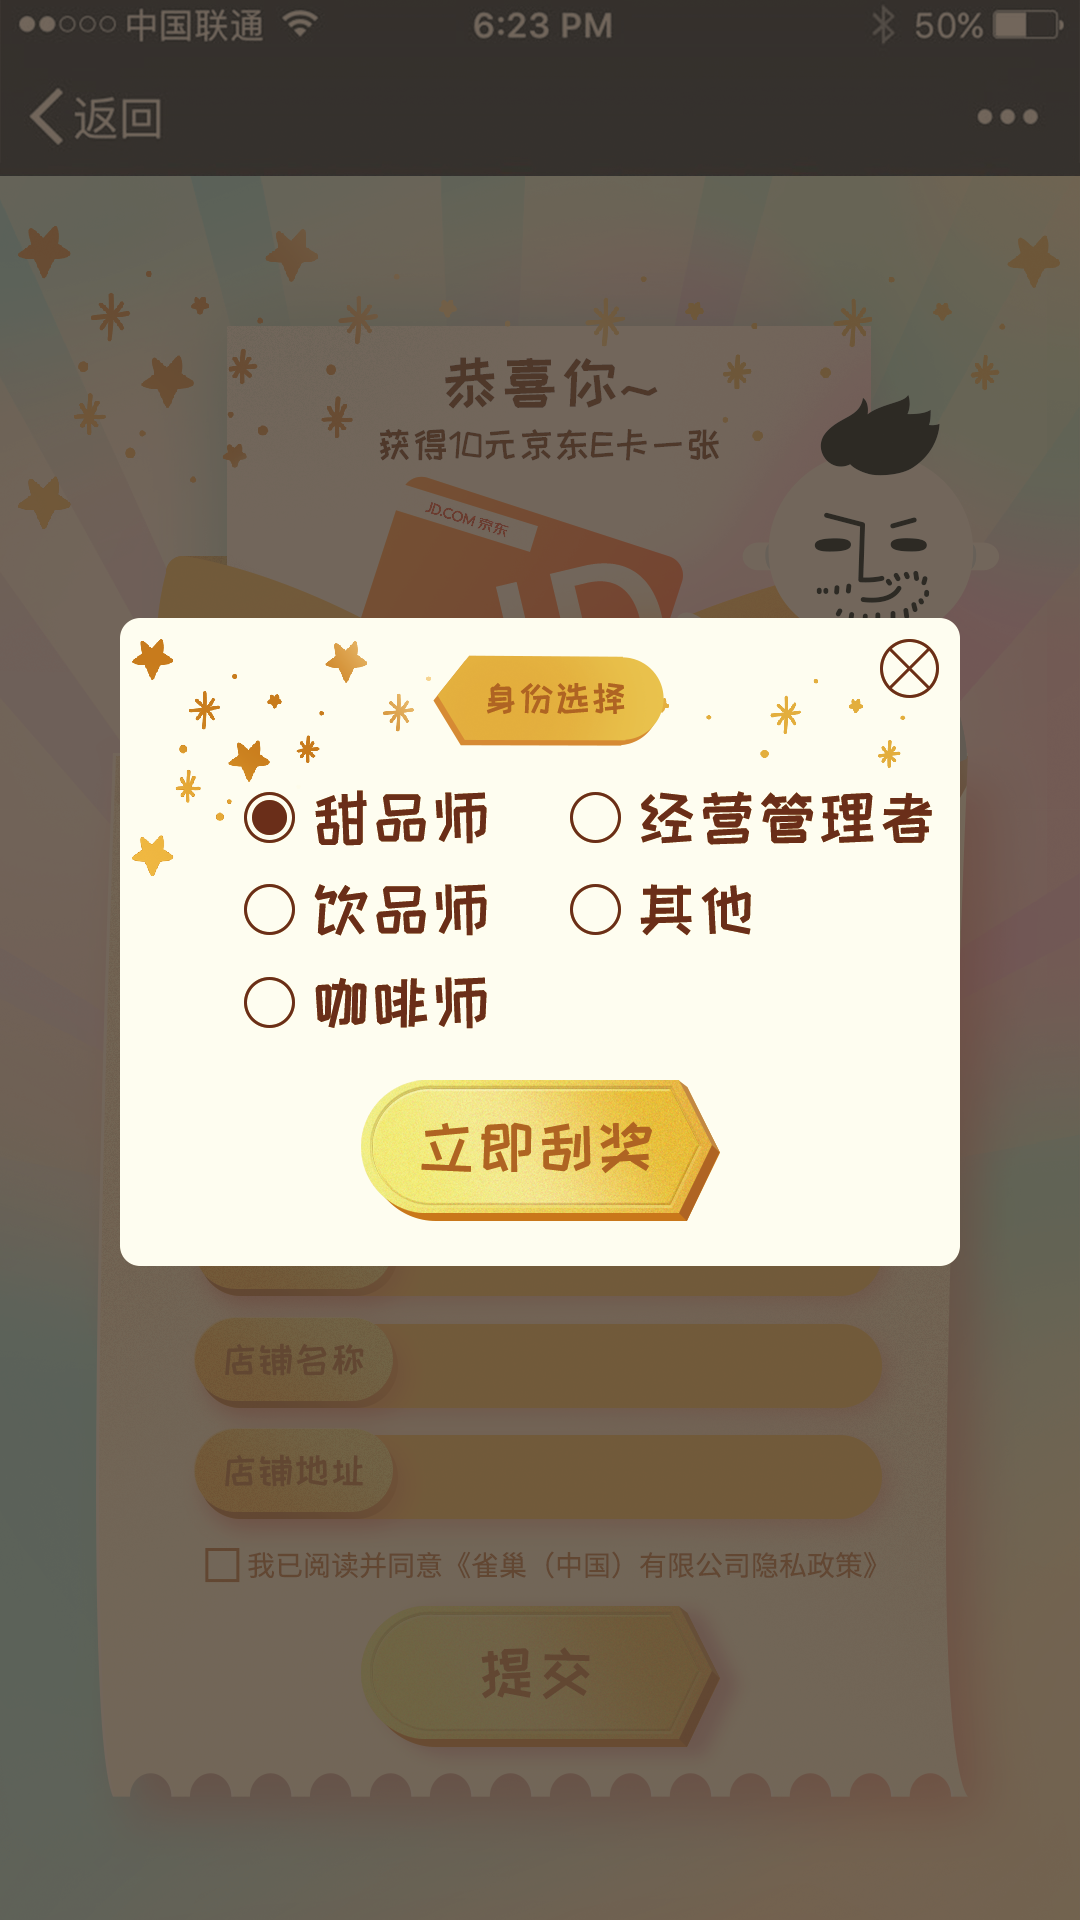 中国联通 6:23 PM 50%
返回
恭喜你~
获得10元京东E卡一张
JD.COM 京东
JD
身份选择
甜品师 经营管理者
饮品师 其他
咖啡师
立即刮奖
店铺名称
店铺地址
我已阅读并同意《雀巢（中国）有限公司隐私政策》
提交